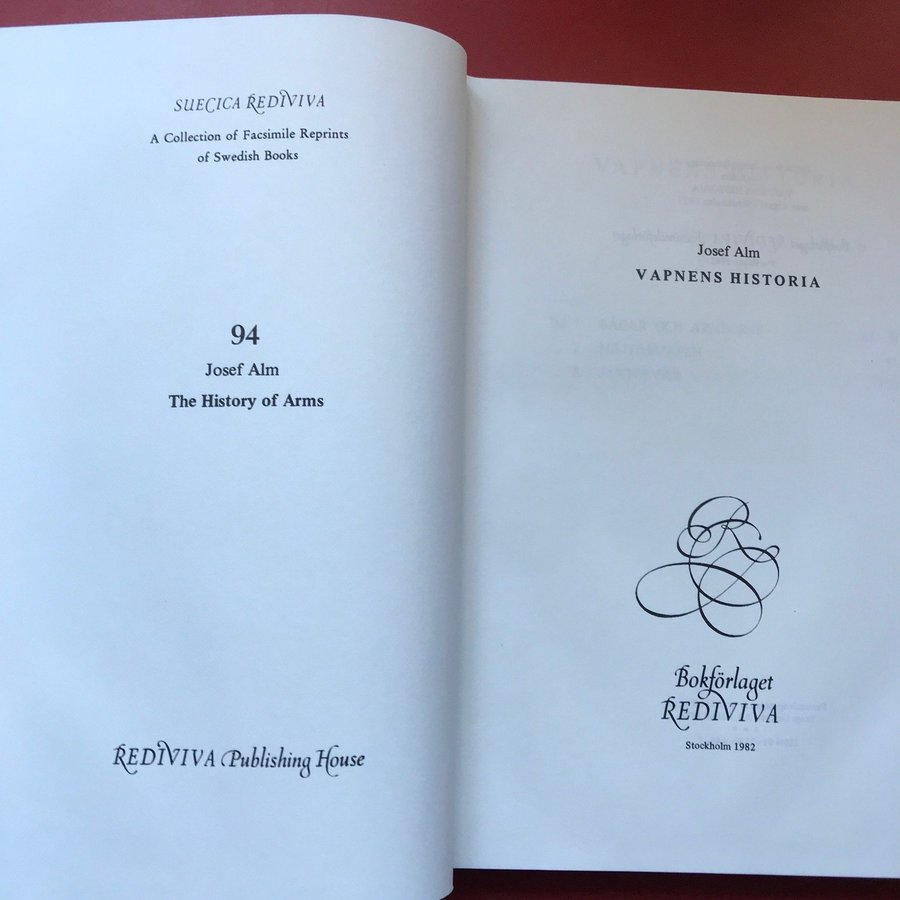 SUECICA REDIVIVA
A Collection of Facsimile Reprints
of Swedish Books
94
Josef Alm
The History of Arms
REDIVIVA Publishing House
Josef Alm
VAPNENS HISTORIA
Bokförlaget
REDIVIVA
Stockholm 1982